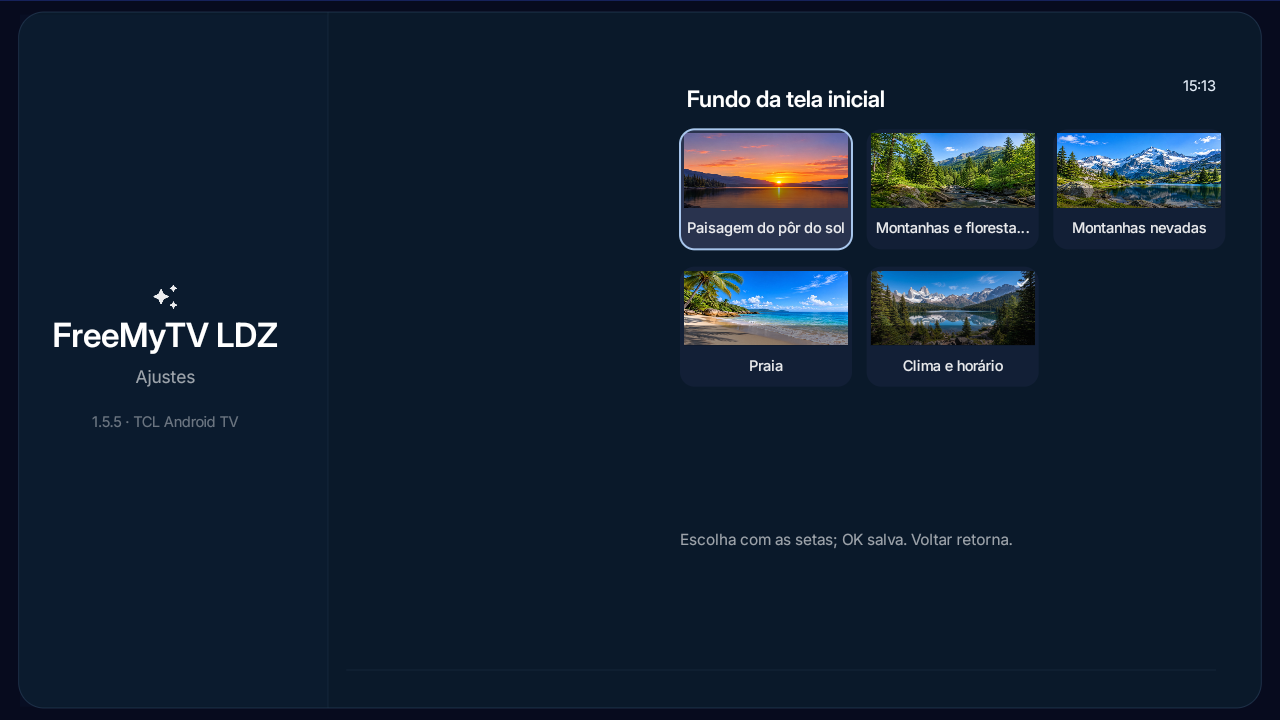 15:13
Fundo da tela inicial
Paisagem do pôr do sol
Montanhas e floresta...
Montanhas nevadas
Praia
Clima e horário
FreeMyTV LDZ
Ajustes
1.5.5 · TCL Android TV
Escolha com as setas; OK salva. Voltar retorna.